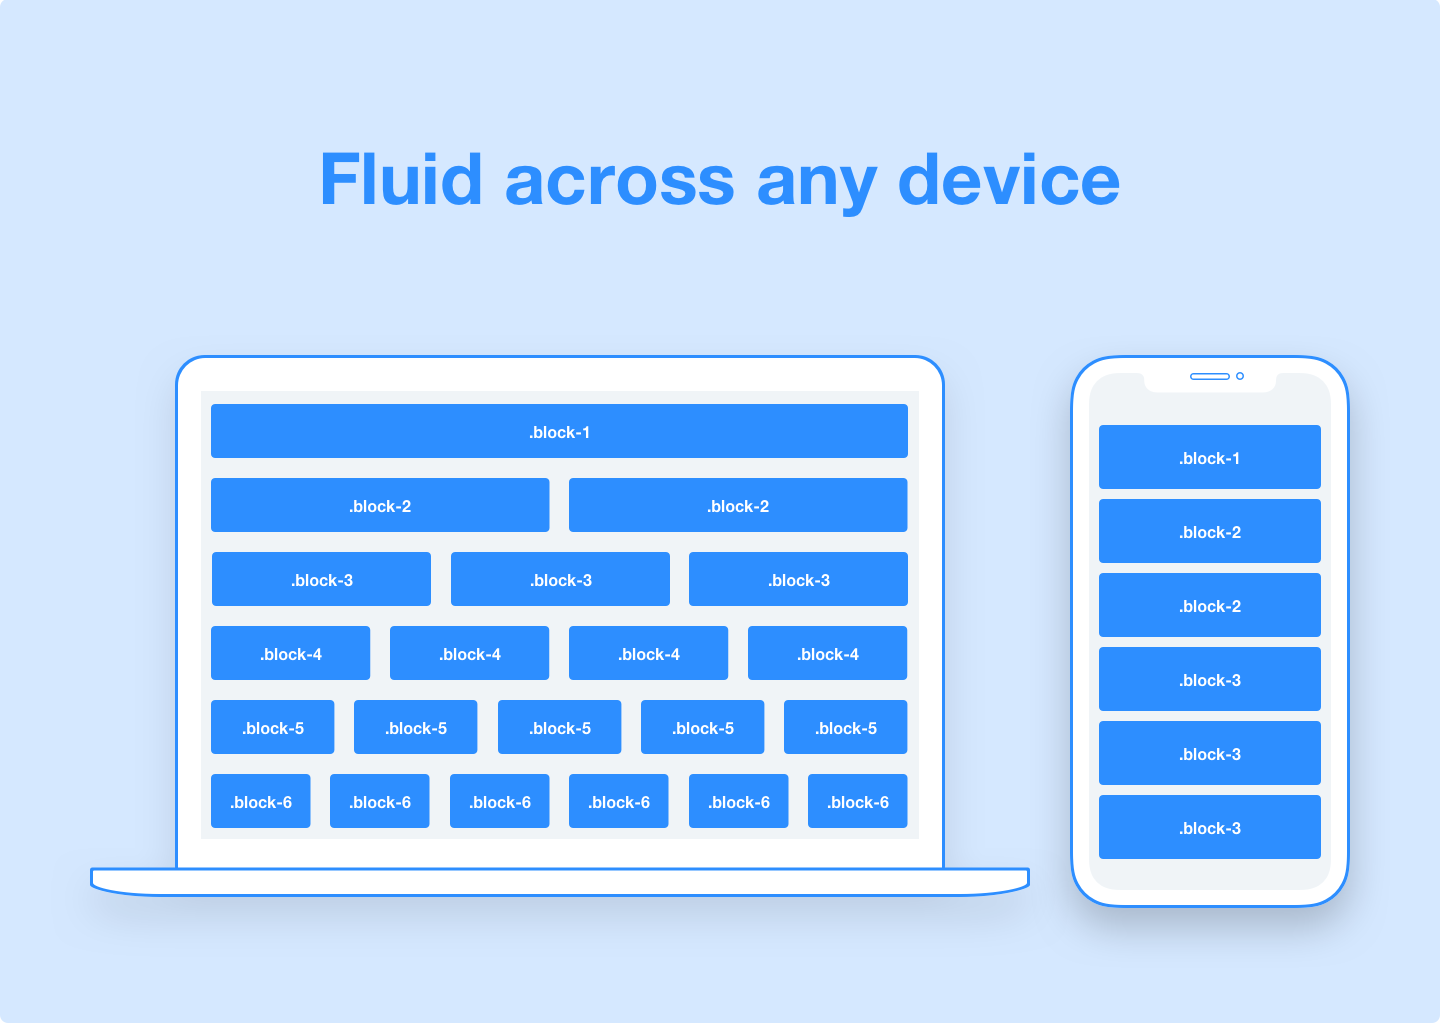 Fluid across any device
.block-1
.block-2 .block-2
.block-3 .block-3 .block-3
.block-4 .block-4 .block-4 .block-4
.block-5 .block-5 .block-5 .block-5 .block-5
.block-6 .block-6 .block-6 .block-6 .block-6 .block-6
.block-1
.block-2
.block-2
.block-3
.block-3
.block-3